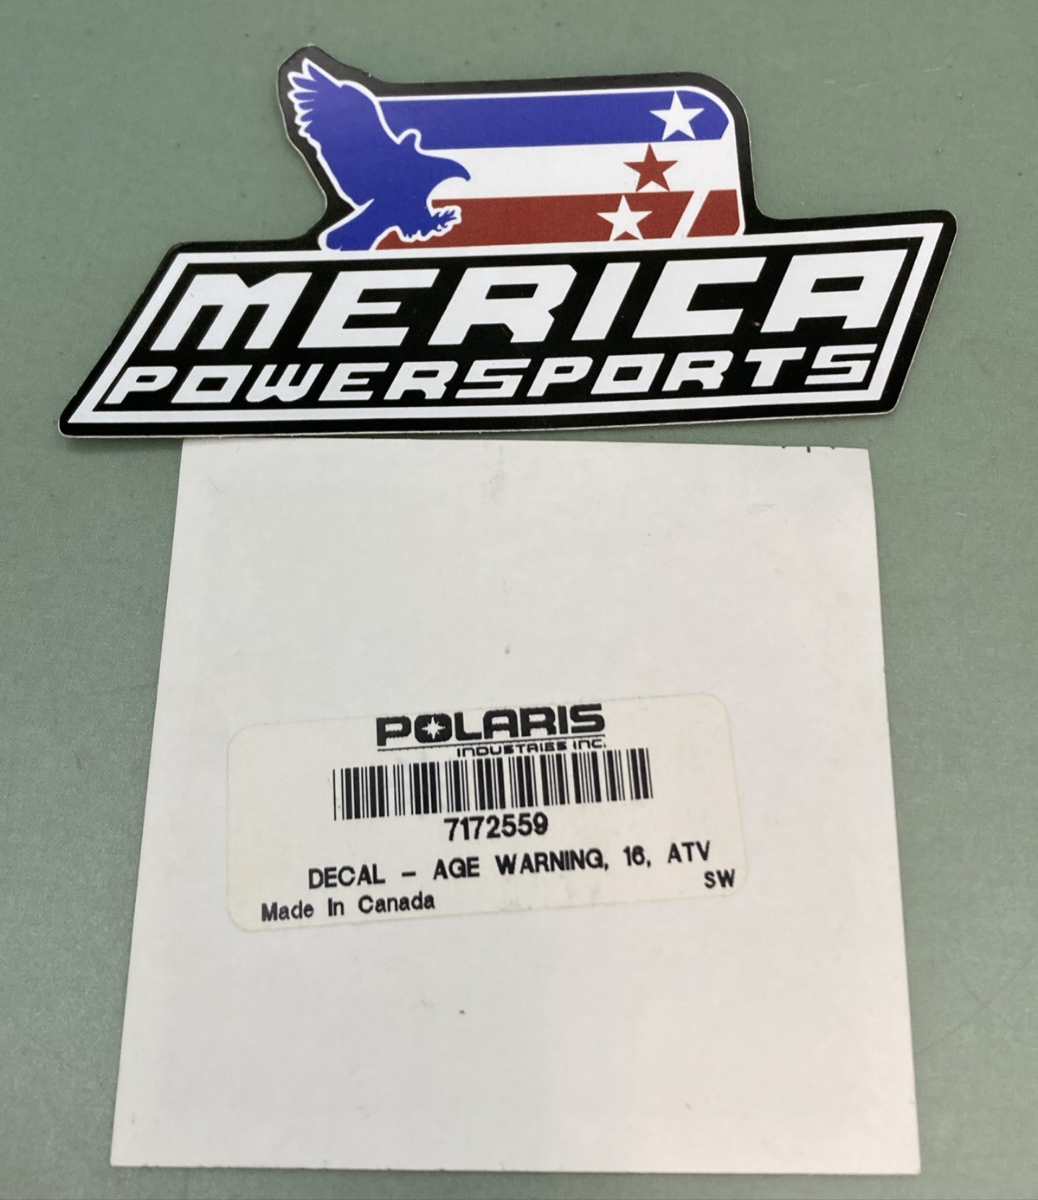 MERICA
POWERSPORTS
POLARIS
INDUSTRIES INC.
7172559
DECAL - AGE WARNING, 16, ATV
SW
Made In Canada